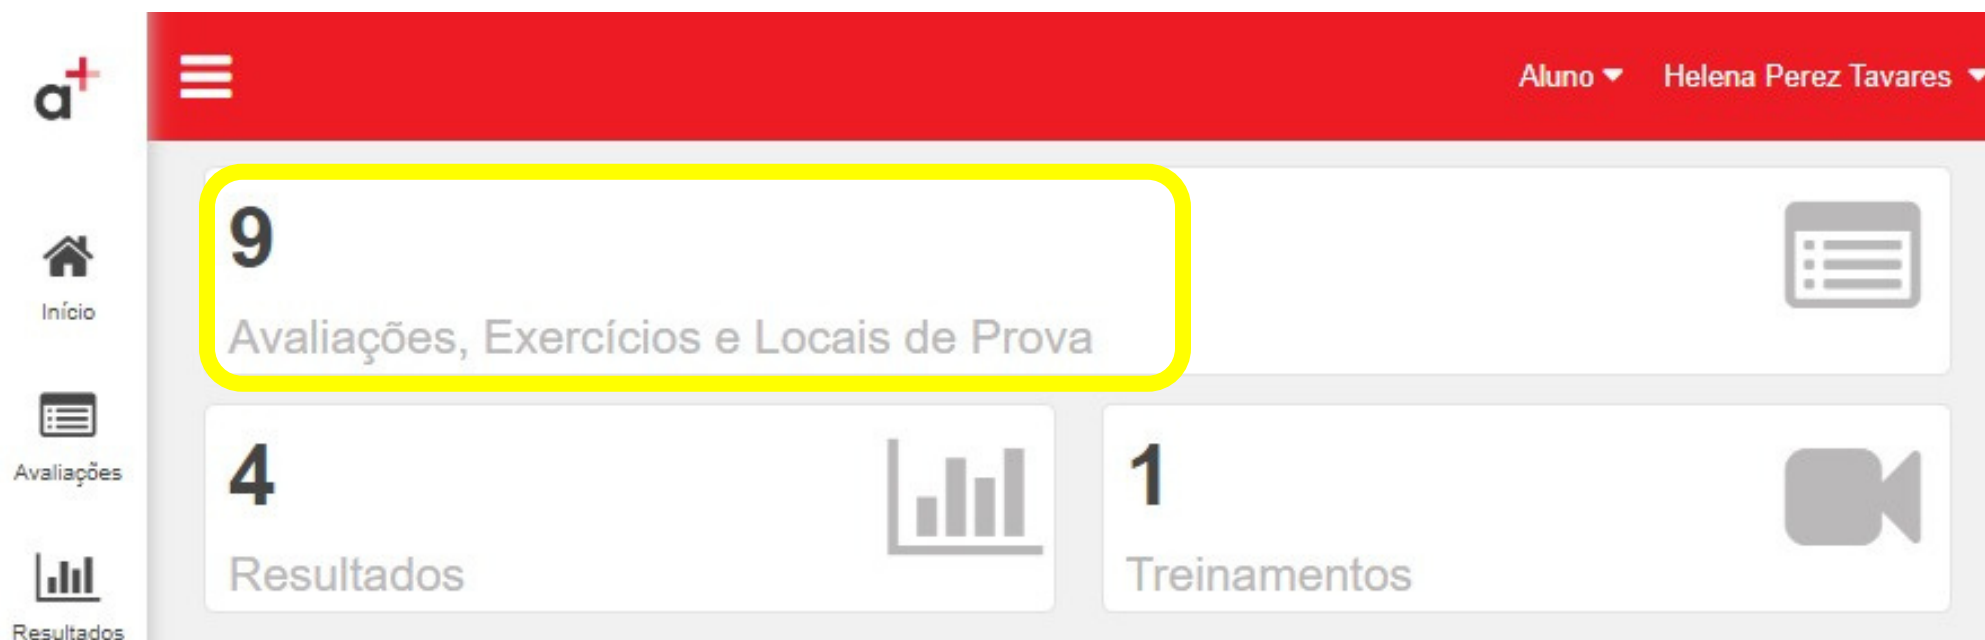 a+
Aluno Helena Perez Tavares
9
Avaliações, Exercícios e Locais de Prova
Início
Avaliações
4
Resultados
1
Treinamentos
Resultados